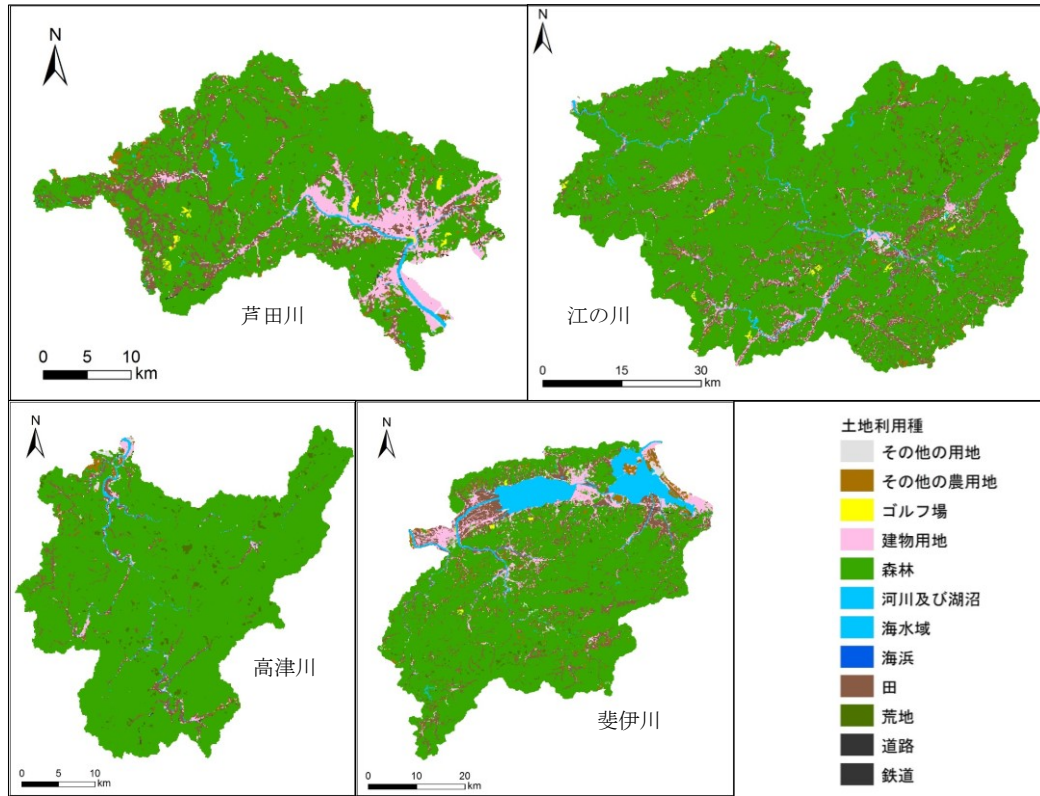 N
芦田川
0 5 10
km
N
江の川
0 15 30
km
N
高津川
0 5 10
km
N
斐伊川
0 10 20
km
土地利用種
その他の用地
その他の農用地
ゴルフ場
建物用地
森林
河川及び湖沼
海水域
海浜
田
荒地
道路
鉄道